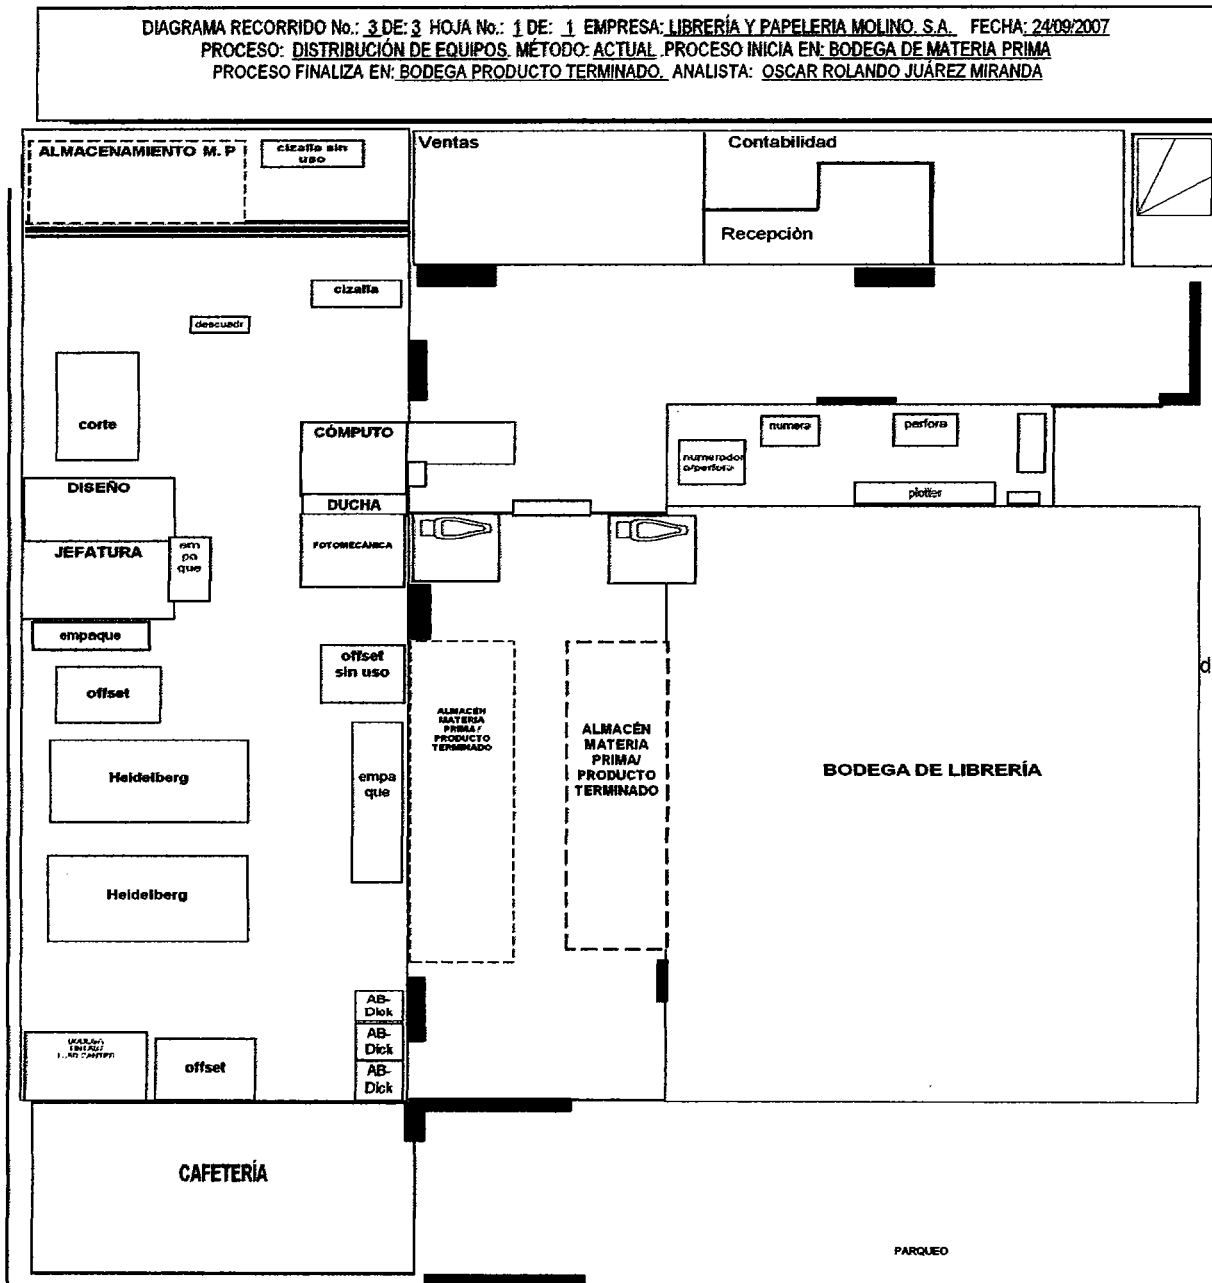 DIAGRAMA RECORRIDO No.: 3 DE: 3 HOJA No.: 1 DE: 1 EMPRESA: LIBRERÍA Y PAPELERIA MOLINO. S.A. FECHA: 24/09/2007
PROCESO: DISTRIBUCIÓN DE EQUIPOS. MÉTODO: ACTUAL .PROCESO INICIA EN: BODEGA DE MATERIA PRIMA
PROCESO FINALIZA EN: BODEGA PRODUCTO TERMINADO. ANALISTA: OSCAR ROLANDO JUÁREZ MIRANDA
ALMACENAMIENTO M. P
cizalla sin
uso
Ventas
Contabilidad
Recepciòn
cizalla
descuadr
corte
CÓMPUTO
numera
perfora
numerador
o/perfora
plotter
DISEÑO
DUCHA
JEFATURA
em
pa
que
FOTOMECÁNICA
empaque
offset
sin uso
offset
d
ALMACÉN
MATERIA
PRIMA/
PRODUCTO
TERMINADO
ALMACÉN
MATERIA
PRIMA/
PRODUCTO
TERMINADO
BODEGA DE LIBRERÍA
Heidelberg
empa
que
Heidelberg
AB-
Dick
AB-
Dick
AB-
Dick
offset
CAFETERÍA
PARQUEO